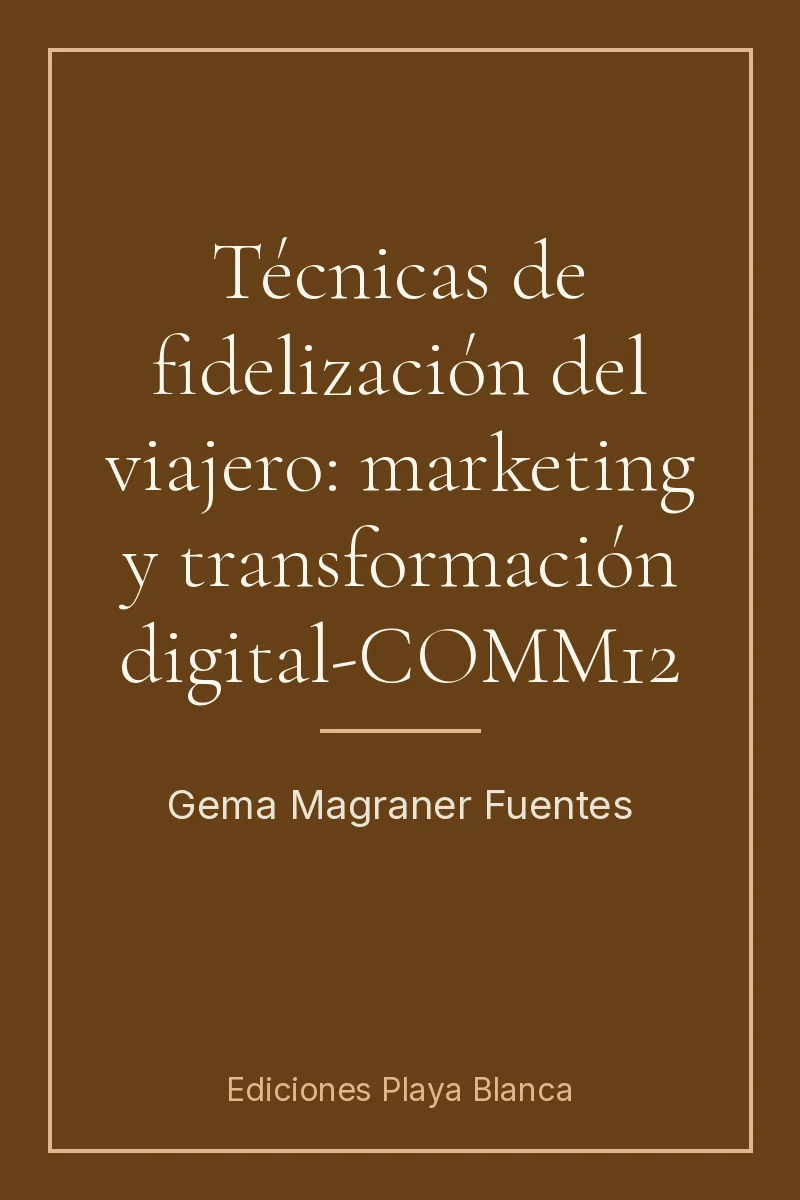 Técnicas de
fidelización del
viajero: marketing
y transformación
digital-COMM12
Gema Magraner Fuentes
Ediciones Playa Blanca